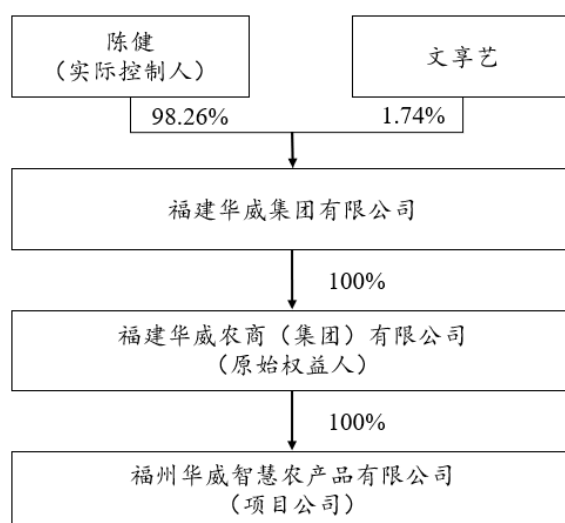 陈健
（实际控制人）
文享艺
98.26%
1.74%
福建华威集团有限公司
100%
福建华威农商（集团）有限公司
（原始权益人）
100%
福州华威智慧农产品有限公司
（项目公司）